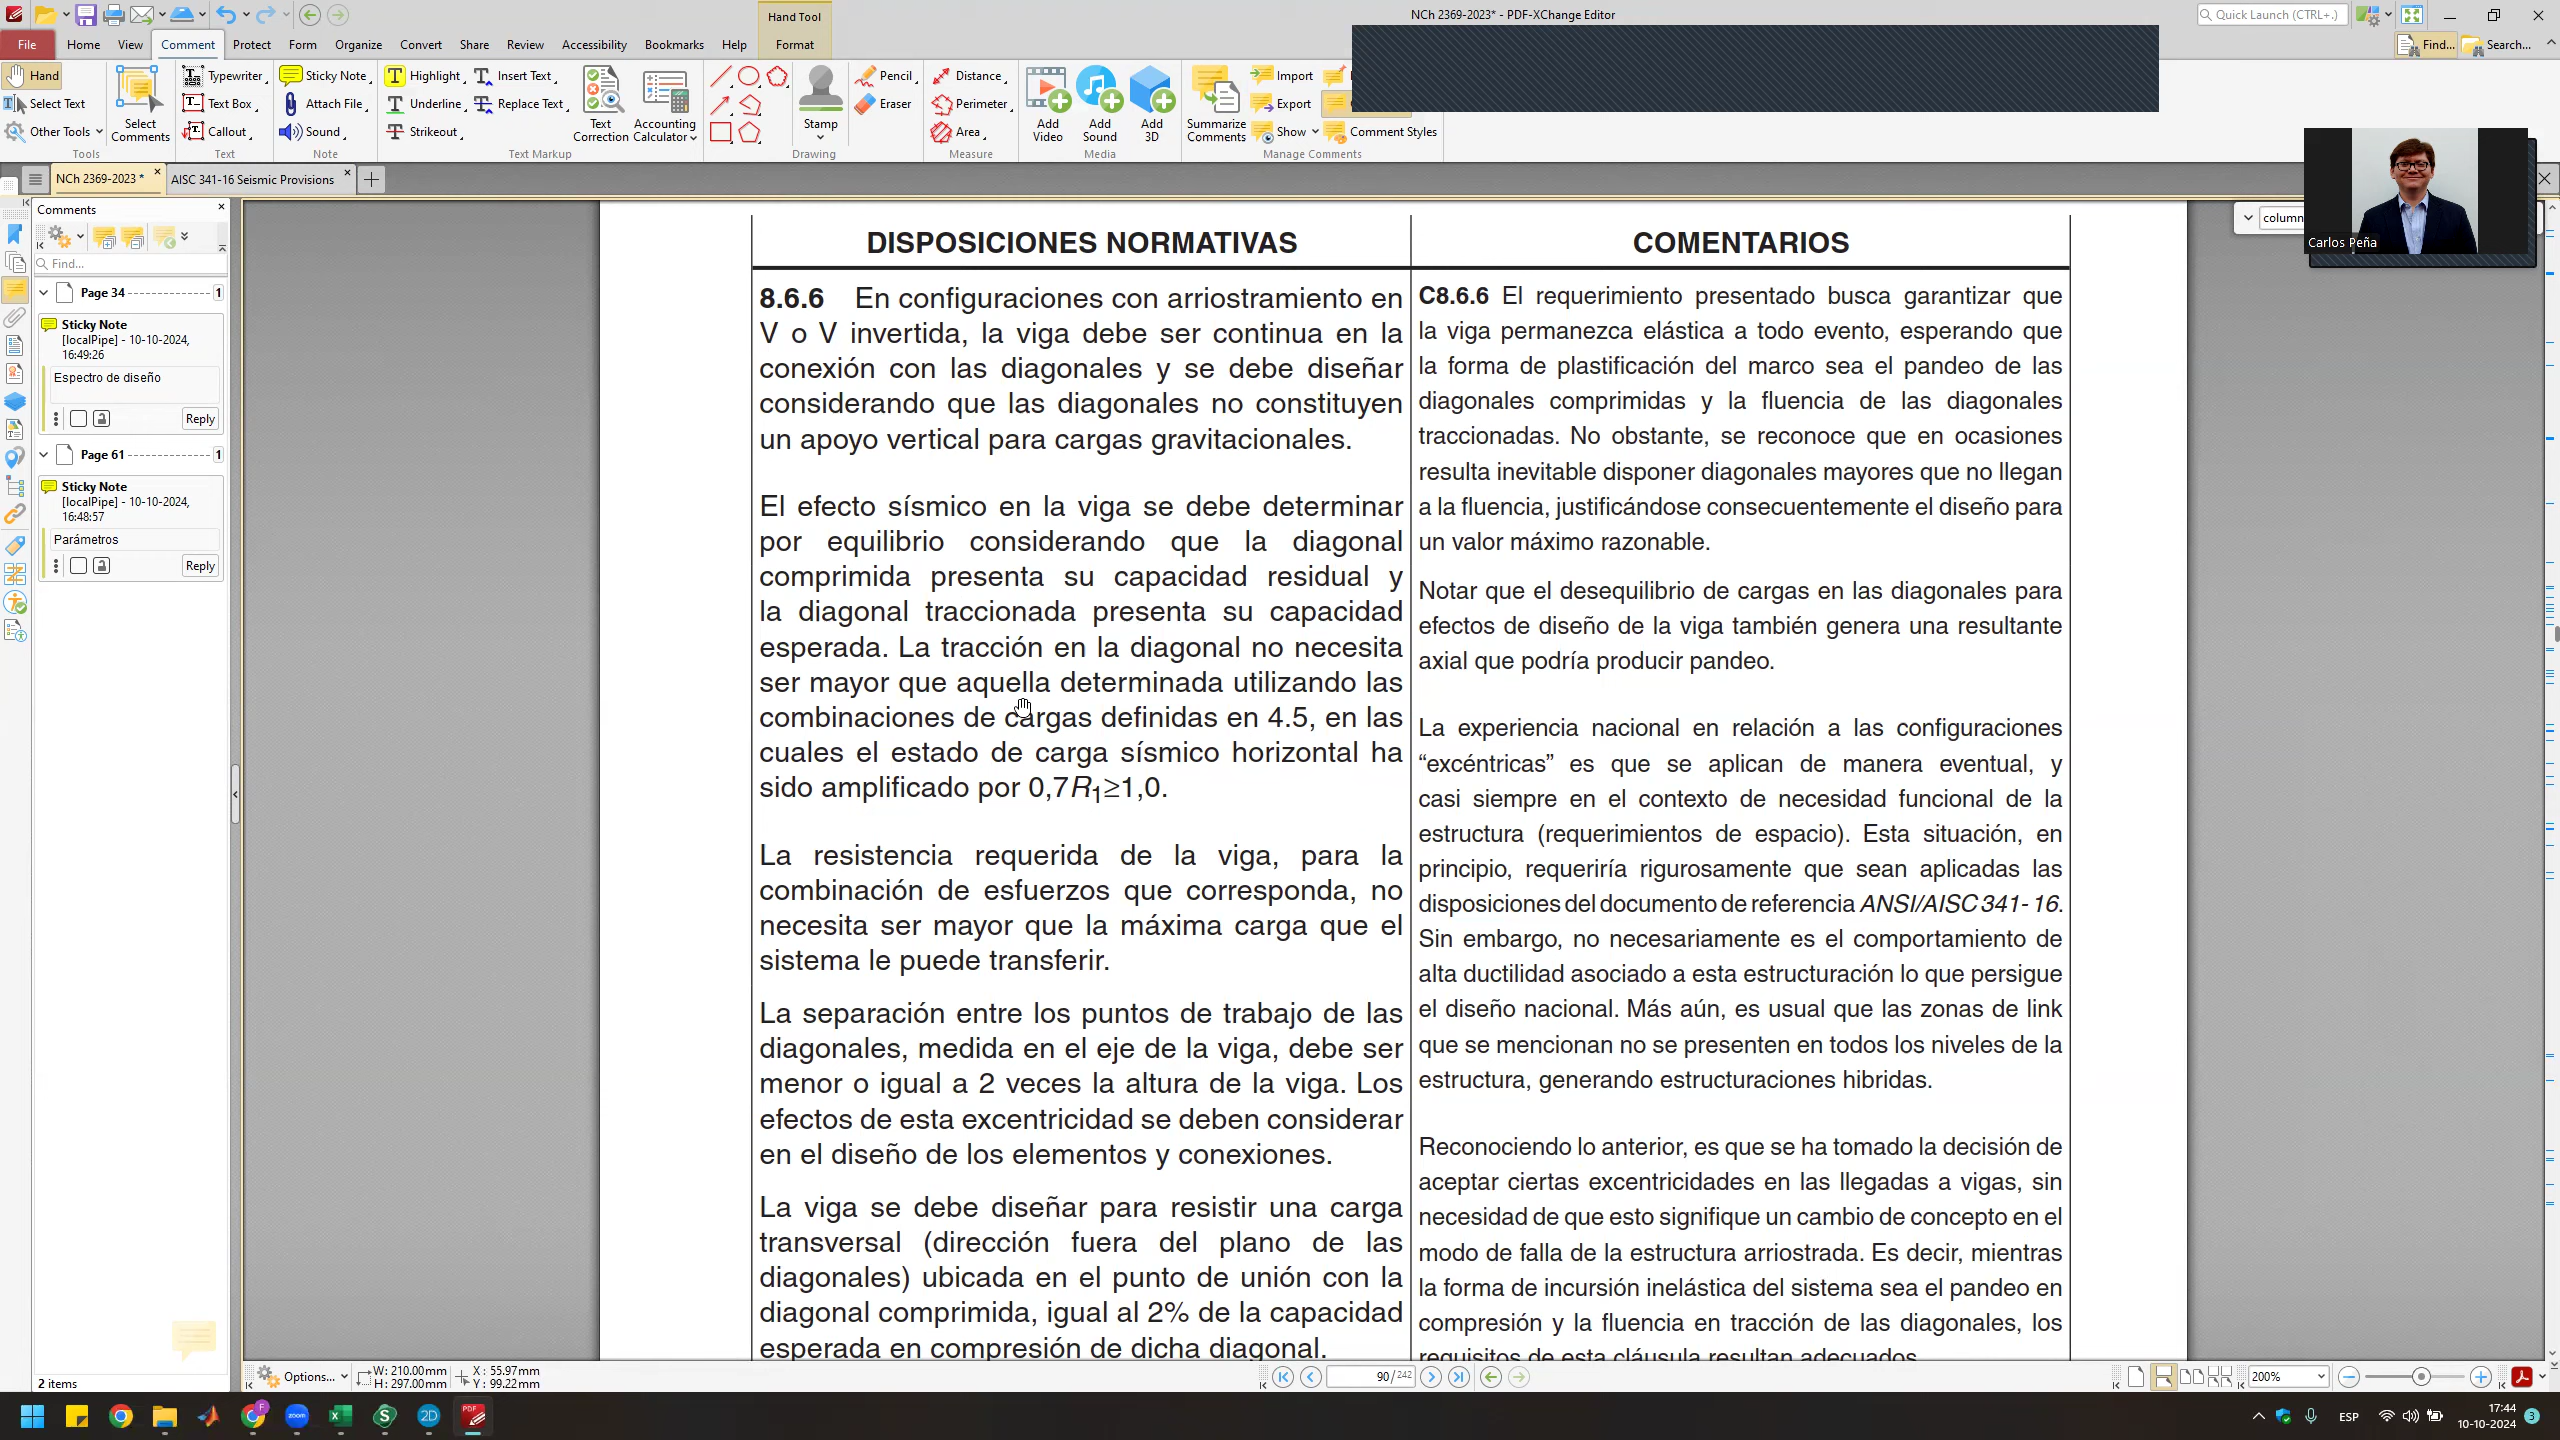 NCh 2369-2023* - PDF-XChange Editor
Hand Tool
Quick Launch (CTRL+.)
File
Home
View
Comment
Protect
Form
Organize
Convert
Share
Review
Accessibility
Bookmarks
Help
Format
Find...
Search...
Hand
Select Text
Other Tools
Tools
Select Comments
Typewriter
Text Box
Callout
Text
Sticky Note
Attach File
Sound
Note
Highlight
Underline
Strikeout
Insert Text
Replace Text
Text Correction
Accounting Calculator
Text Markup
Stamp
Pencil
Eraser
Drawing
Distance
Perimeter
Area
Measure
Add Video
Add Sound
Add 3D
Media
Summarize Comments
Import
Export
Show
Comment Styles
Manage Comments
NCh 2369-2023 *
AISC 341-16 Seismic Provisions
Comments
Find...
Page 34
1
Sticky Note
[localPipe] - 10-10-2024,
16:49:26
Espectro de diseño
Reply
Page 61
1
Sticky Note
[localPipe] - 10-10-2024,
16:48:57
Parámetros
Reply
2 items
column
Carlos Peña
DISPOSICIONES NORMATIVAS
8.6.6 En configuraciones con arriostramiento en
V o V invertida, la viga debe ser continua en la
conexión con las diagonales y se debe diseñar
considerando que las diagonales no constituyen
un apoyo vertical para cargas gravitacionales.
El efecto sísmico en la viga se debe determinar
por equilibrio considerando que la diagonal
comprimida presenta su capacidad residual y
la diagonal traccionada presenta su capacidad
esperada. La tracción en la diagonal no necesita
ser mayor que aquella determinada utilizando las
combinaciones de cargas definidas en 4.5, en las
cuales el estado de carga sísmico horizontal ha
sido amplificado por 0,7R1≥1,0.
La resistencia requerida de la viga, para la
combinación de esfuerzos que corresponda, no
necesita ser mayor que la máxima carga que el
sistema le puede transferir.
La separación entre los puntos de trabajo de las
diagonales, medida en el eje de la viga, debe ser
menor o igual a 2 veces la altura de la viga. Los
efectos de esta excentricidad se deben considerar
en el diseño de los elementos y conexiones.
La viga se debe diseñar para resistir una carga
transversal (dirección fuera del plano de las
diagonales) ubicada en el punto de unión con la
diagonal comprimida, igual al 2% de la capacidad
esperada en compresión de dicha diagonal.
COMENTARIOS
C8.6.6 El requerimiento presentado busca garantizar que
la viga permanezca elástica a todo evento, esperando que
la forma de plastificación del marco sea el pandeo de las
diagonales comprimidas y la fluencia de las diagonales
traccionadas. No obstante, se reconoce que en ocasiones
resulta inevitable disponer diagonales mayores que no llegan
a la fluencia, justificándose consecuentemente el diseño para
un valor máximo razonable.
Notar que el desequilibrio de cargas en las diagonales para
efectos de diseño de la viga también genera una resultante
axial que podría producir pandeo.
La experiencia nacional en relación a las configuraciones
“excéntricas” es que se aplican de manera eventual, y
casi siempre en el contexto de necesidad funcional de la
estructura (requerimientos de espacio). Esta situación, en
principio, requeriría rigurosamente que sean aplicadas las
disposiciones del documento de referencia ANSI/AISC 341- 16.
Sin embargo, no necesariamente es el comportamiento de
alta ductilidad asociado a esta estructuración lo que persigue
el diseño nacional. Más aún, es usual que las zonas de link
que se mencionan no se presenten en todos los niveles de la
estructura, generando estructuraciones hibridas.
Reconociendo lo anterior, es que se ha tomado la decisión de
aceptar ciertas excentricidades en las llegadas a vigas, sin
necesidad de que esto signifique un cambio de concepto en el
modo de falla de la estructura arriostrada. Es decir, mientras
la forma de incursión inelástica del sistema sea el pandeo en
compresión y la fluencia en tracción de las diagonales, los
requisitos de esta cláusula resultan adecuados.
Options...
W: 210.00mm
H: 297.00mm
X : 55.97mm
Y : 99.22mm
90 / 242
200%
zoom
2D
PDF
ESP
17:44
10-10-2024
3